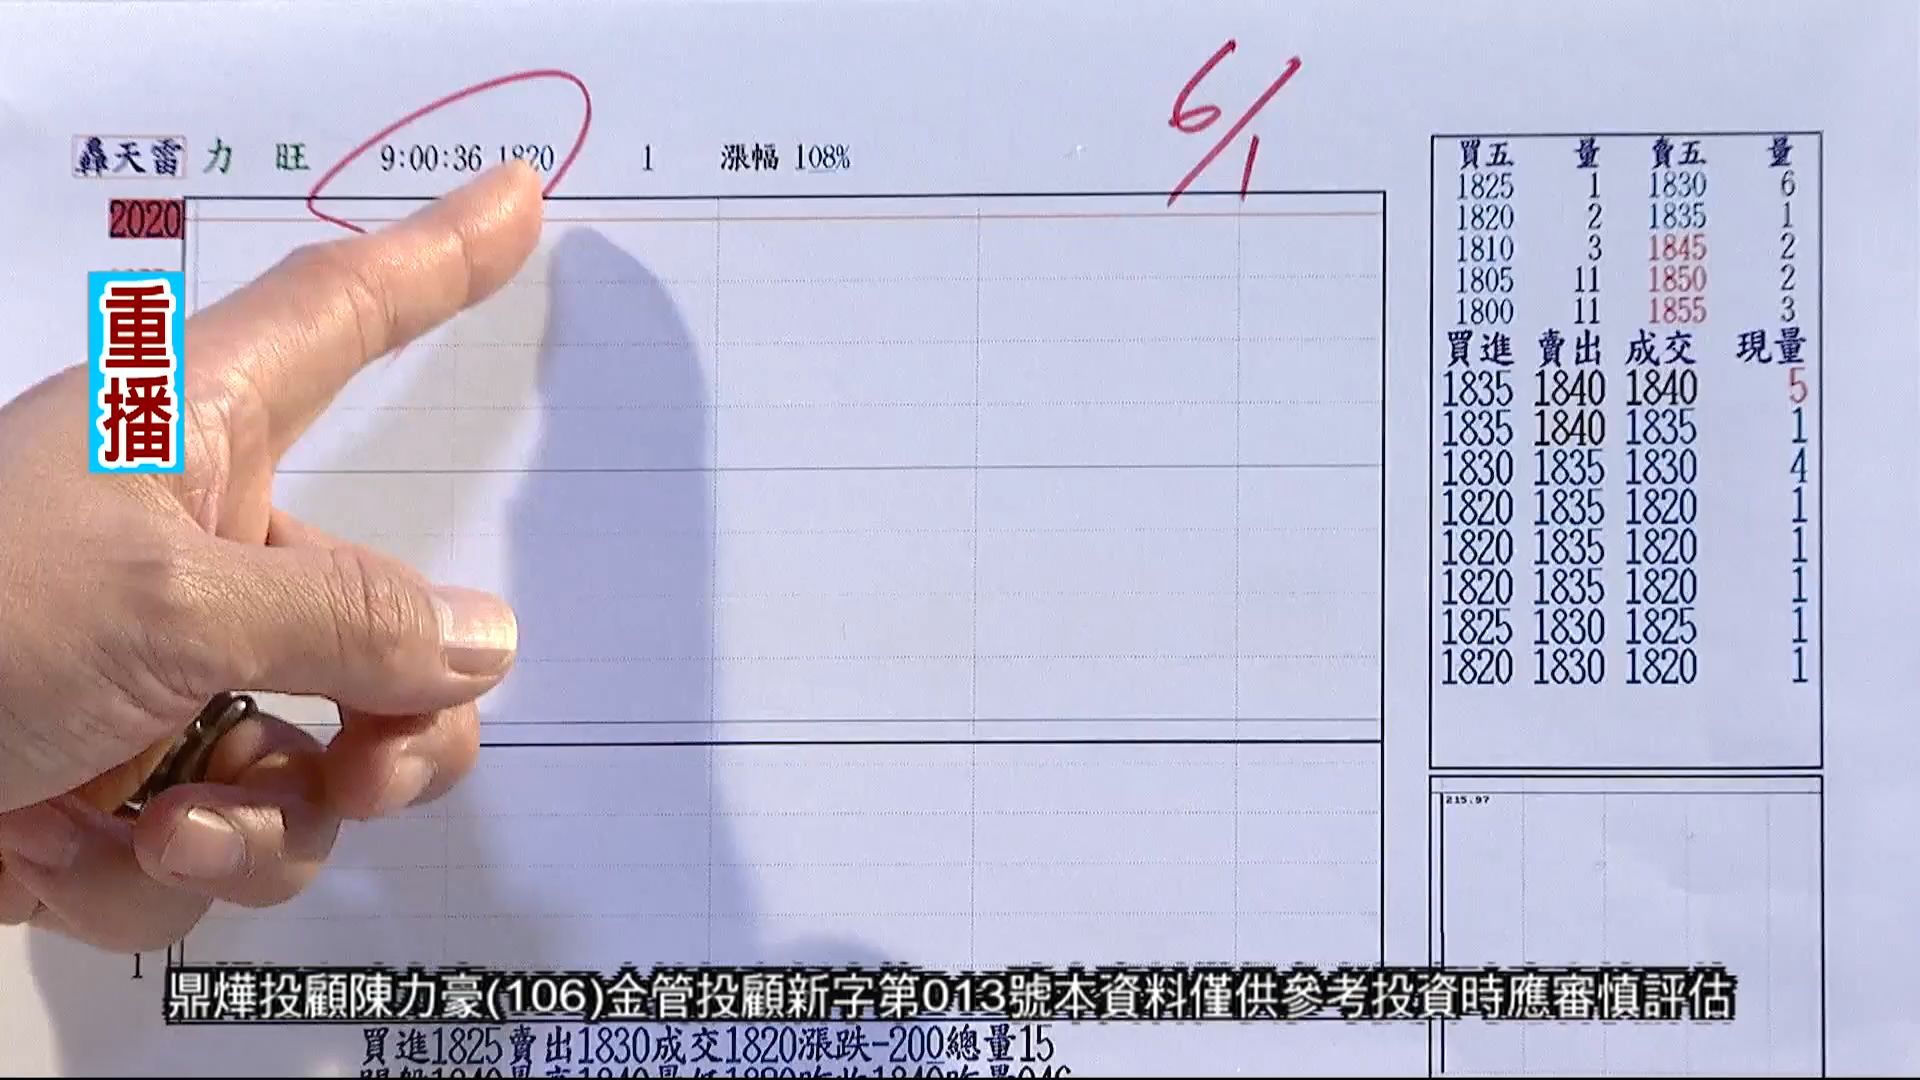 6/1
轟天雷 力 旺 9:00:36 1820 1 漲幅 108%
2020
重播
買五 量 賣五 量
1825 1 1830 6
1820 2 1835 1
1810 3 1845 2
1805 11 1850 2
1800 11 1855 3
買進 賣出 成交 現量
1835 1840 1840 5
1835 1840 1835 1
1830 1835 1830 4
1820 1835 1820 1
1820 1835 1820 1
1820 1835 1820 1
1825 1830 1825 1
1820 1830 1820 1
215.97
1
鼎燁投顧陳力豪(106)金管投顧新字第013號本資料僅供參考投資時應審慎評估
買進1825賣出1830成交1820漲跌-200總量15